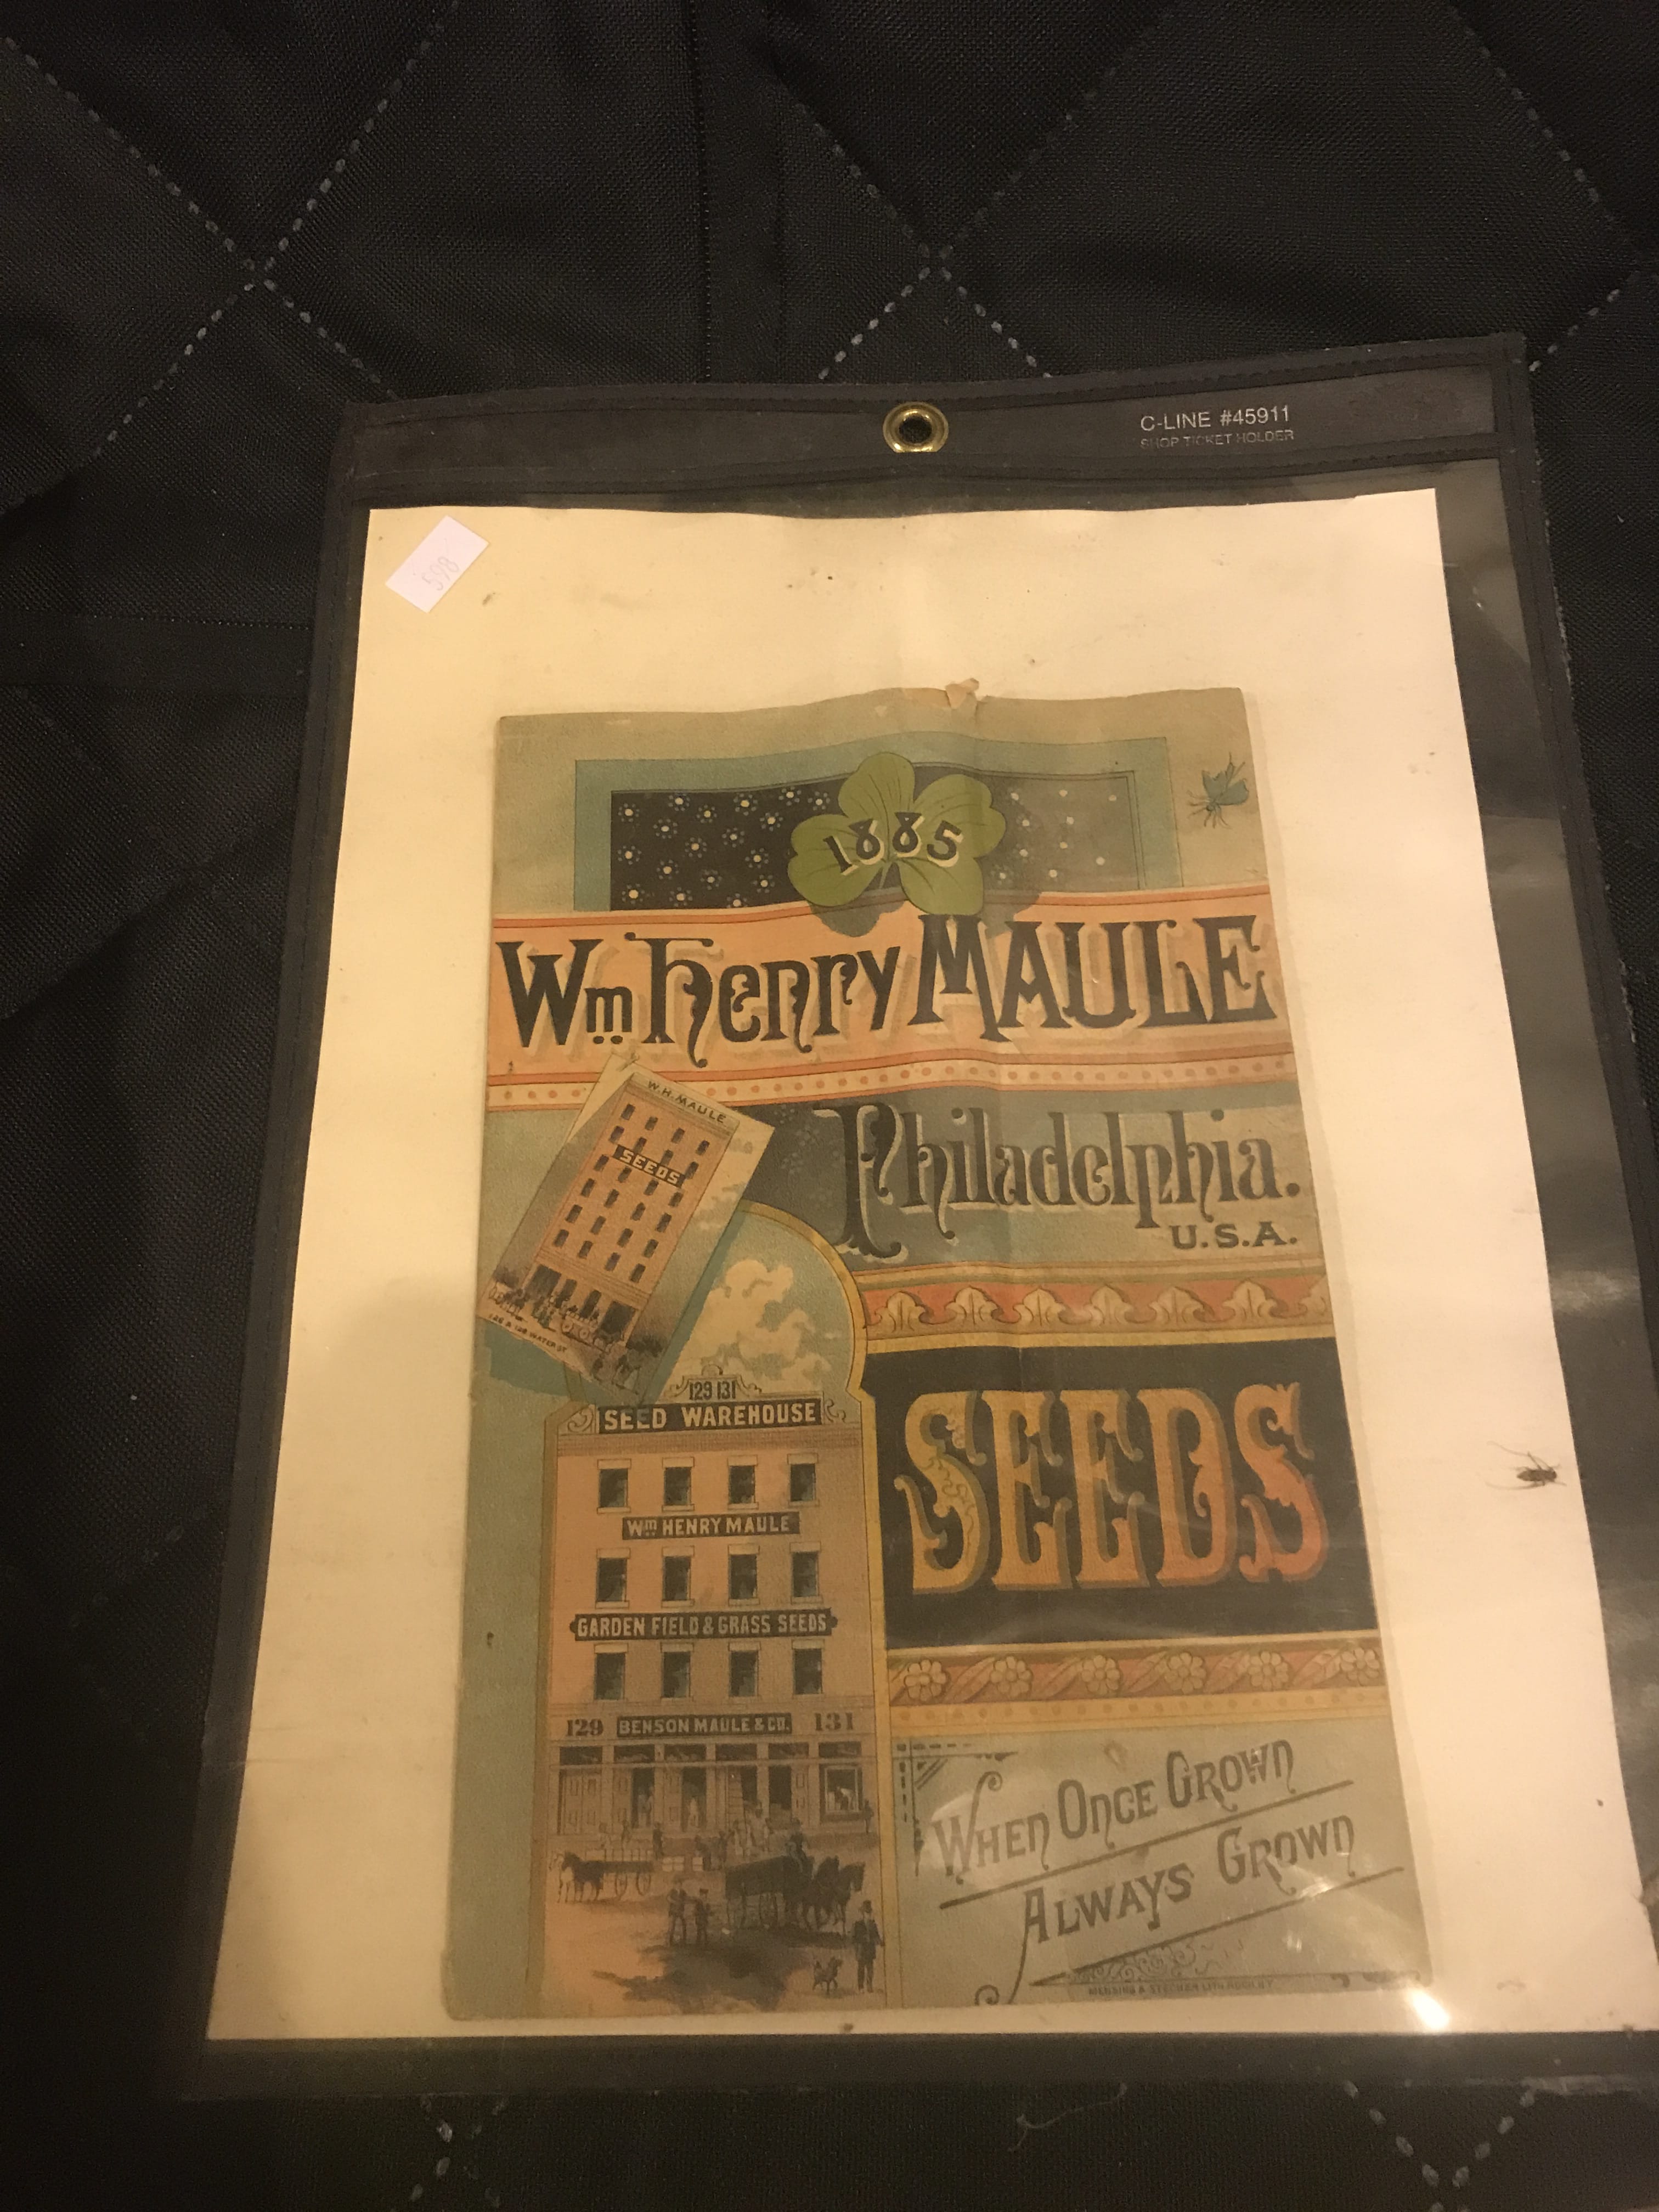 C-LINE #45911
SHOP TICKET HOLDER
598
1885
Wm Henry MAULE
W.H. MAULE
SEEDS
Philadelphia.
U.S.A.
129 131
SEED WAREHOUSE
SEEDS
Wm HENRY MAULE
GARDEN FIELD & GRASS SEEDS
129 BENSON MAULE & CO. 131
WHEN ONCE GROWN
ALWAYS GROWN